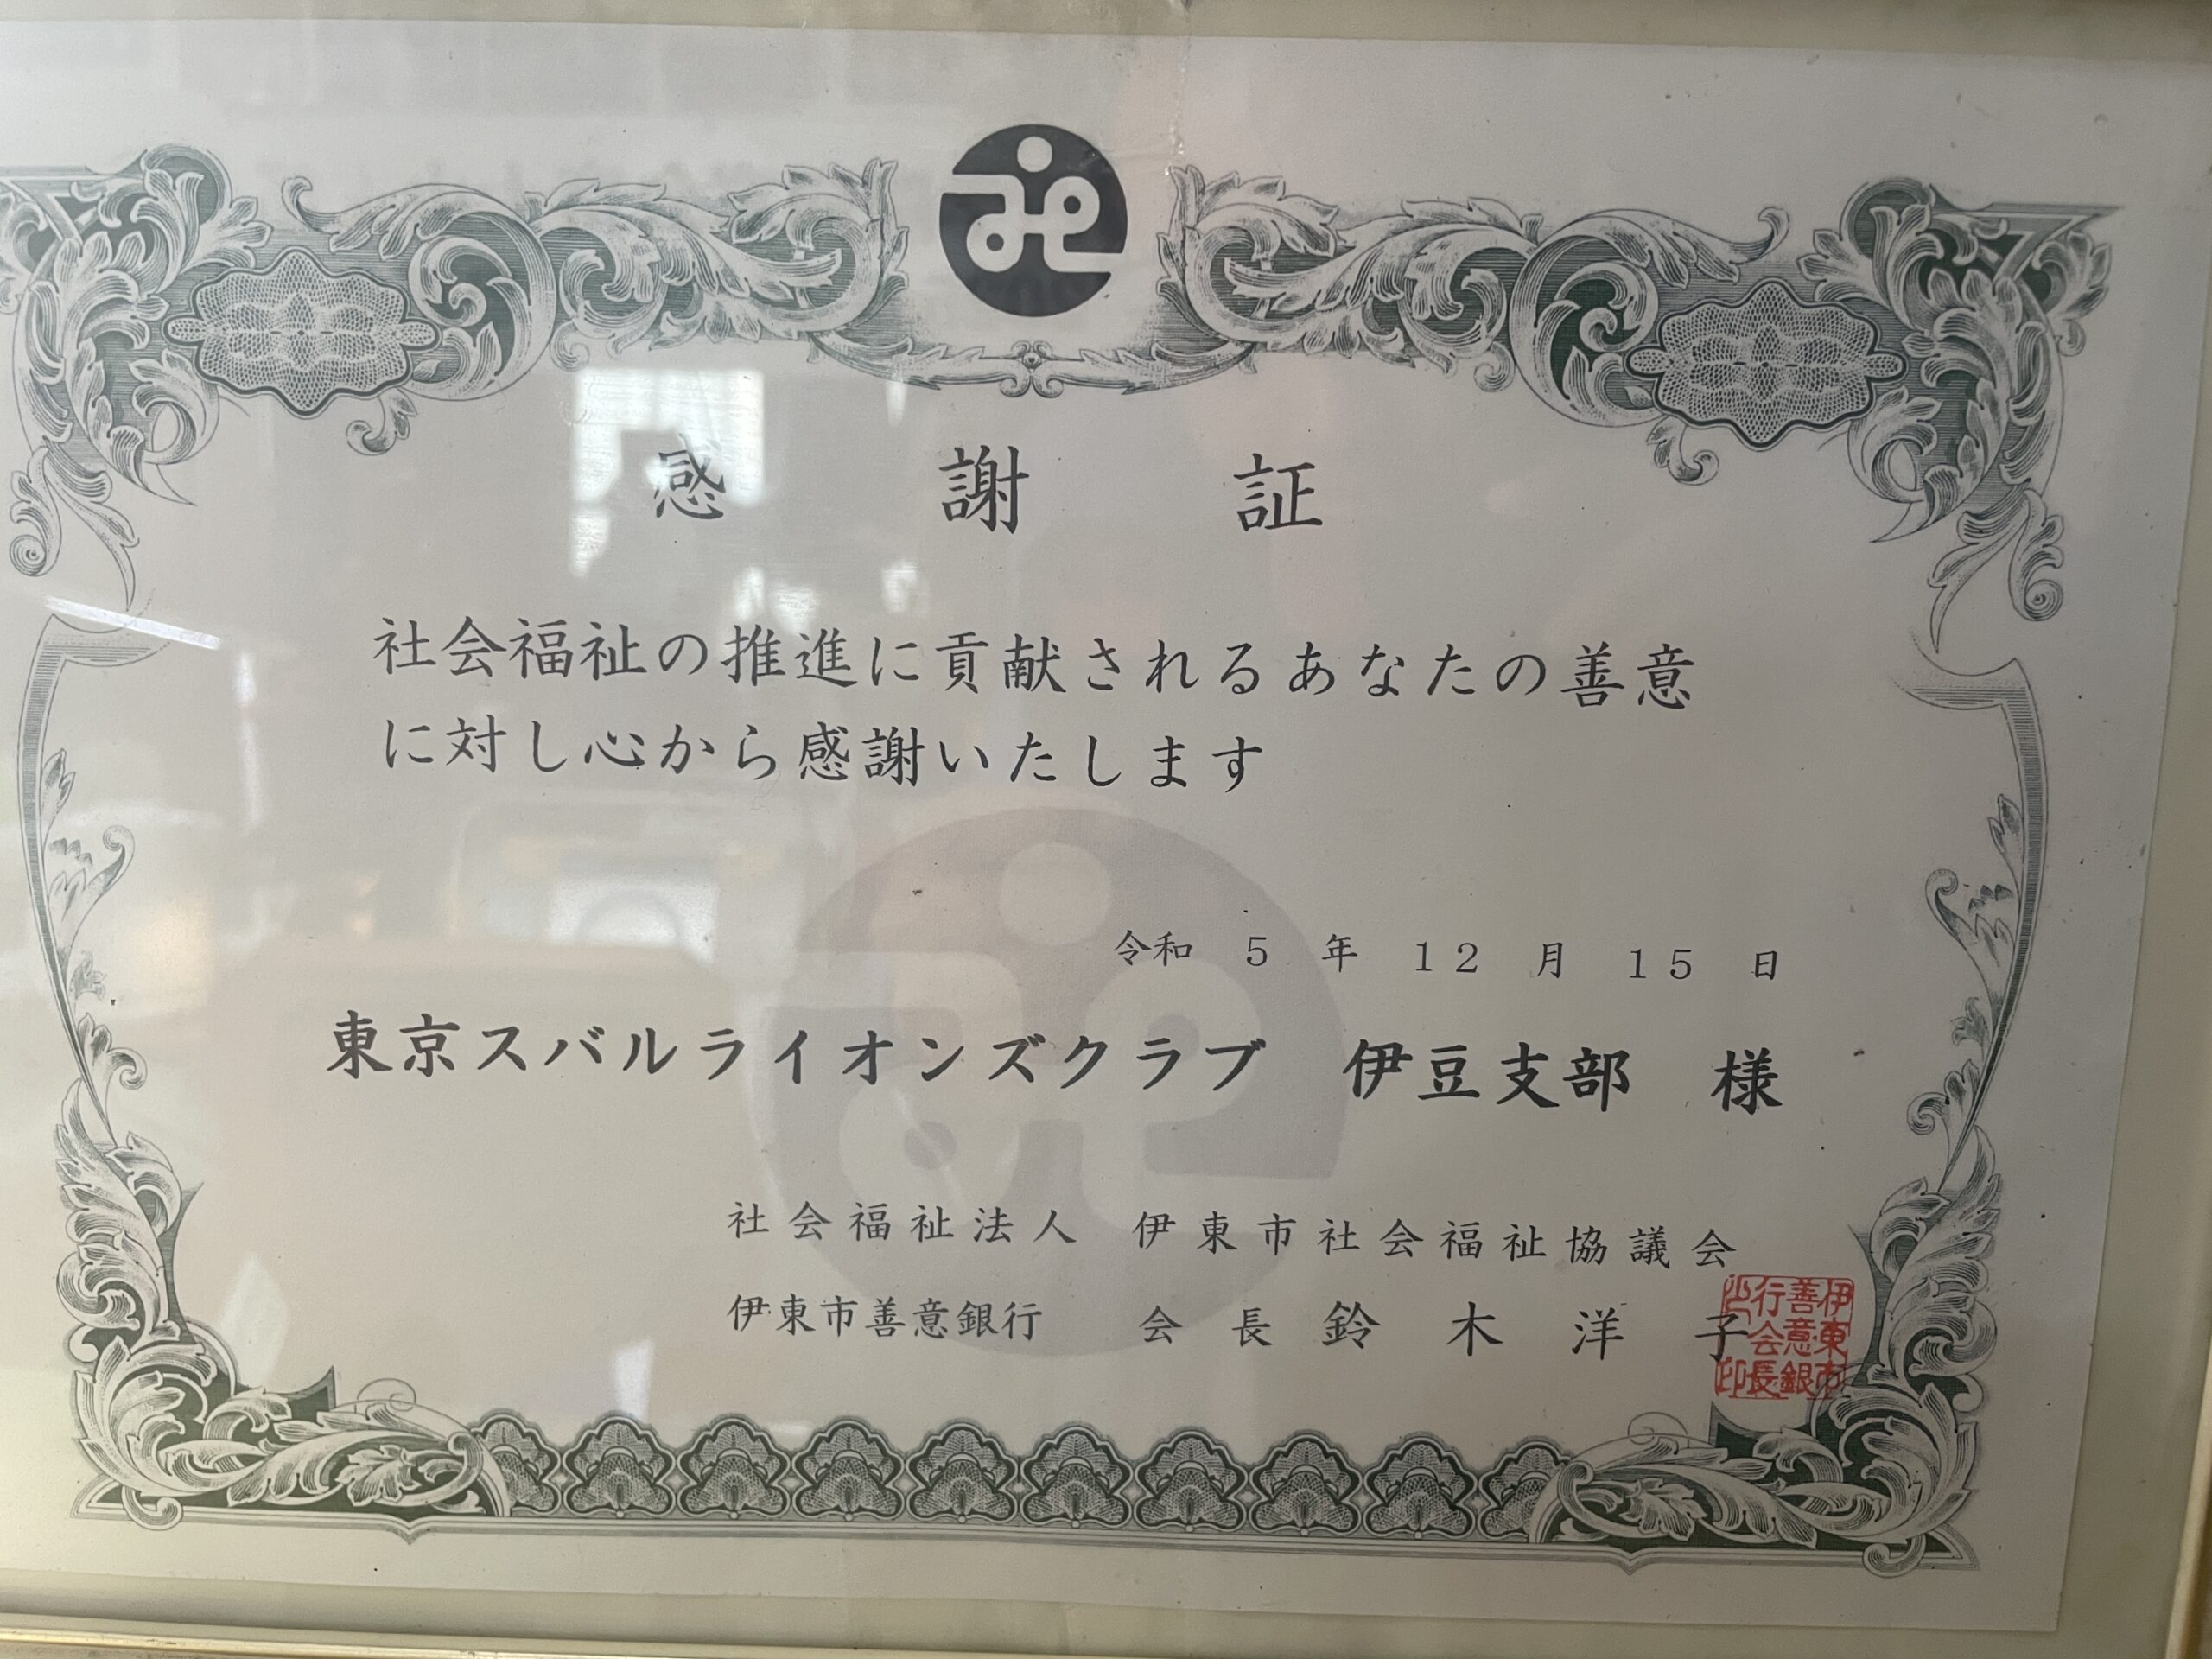 感謝証
社会福祉の推進に貢献されるあなたの善意
に対し心から感謝いたします
令和 5 年 12 月 15 日
東京スバルライオンズクラブ 伊豆支部 様
社会福祉法人 伊東市社会福祉協議会
伊東市善意銀行 会長 鈴木洋子
伊東市
善意銀
行会長
之印